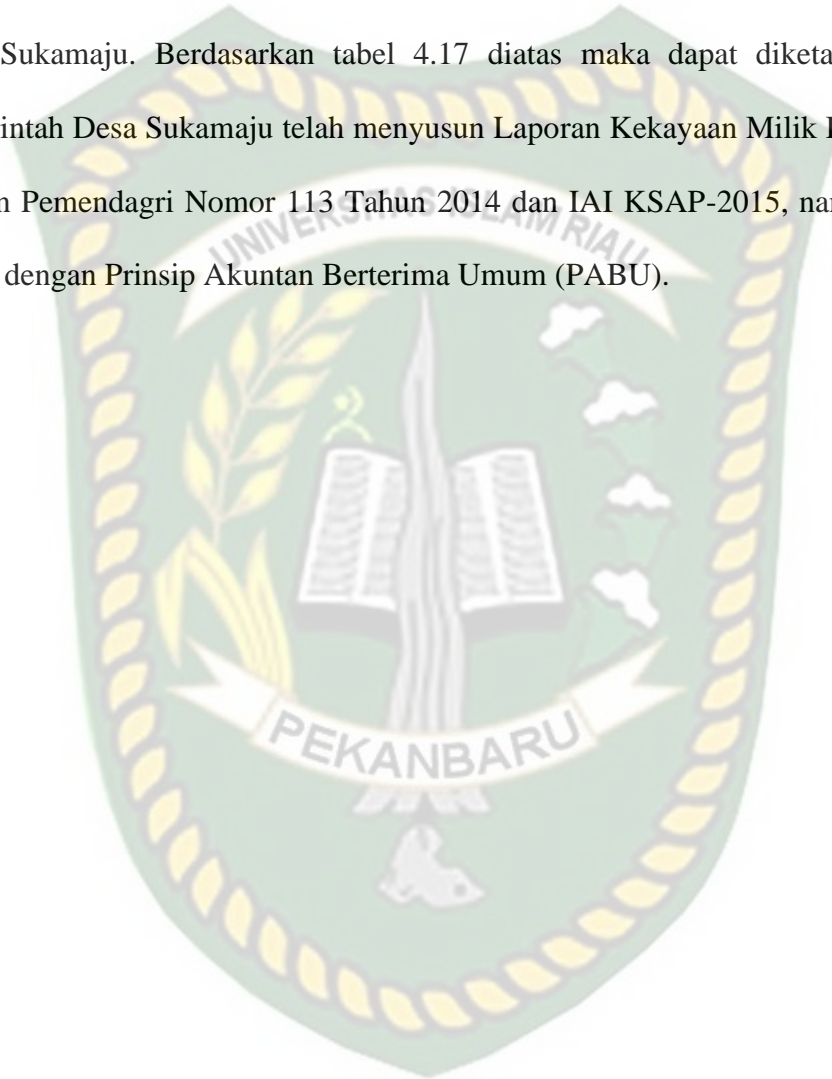 Sukamaju. Berdasarkan tabel 4.17 diatas maka dapat diketa
intah Desa Sukamaju telah menyusun Laporan Kekayaan Milik
n Pemendagri Nomor 113 Tahun 2014 dan IAI KSAP-2015, na
dengan Prinsip Akuntan Berterima Umum (PABU).
UNIVERSITAS ISLAM RIAU
PEKANBARU